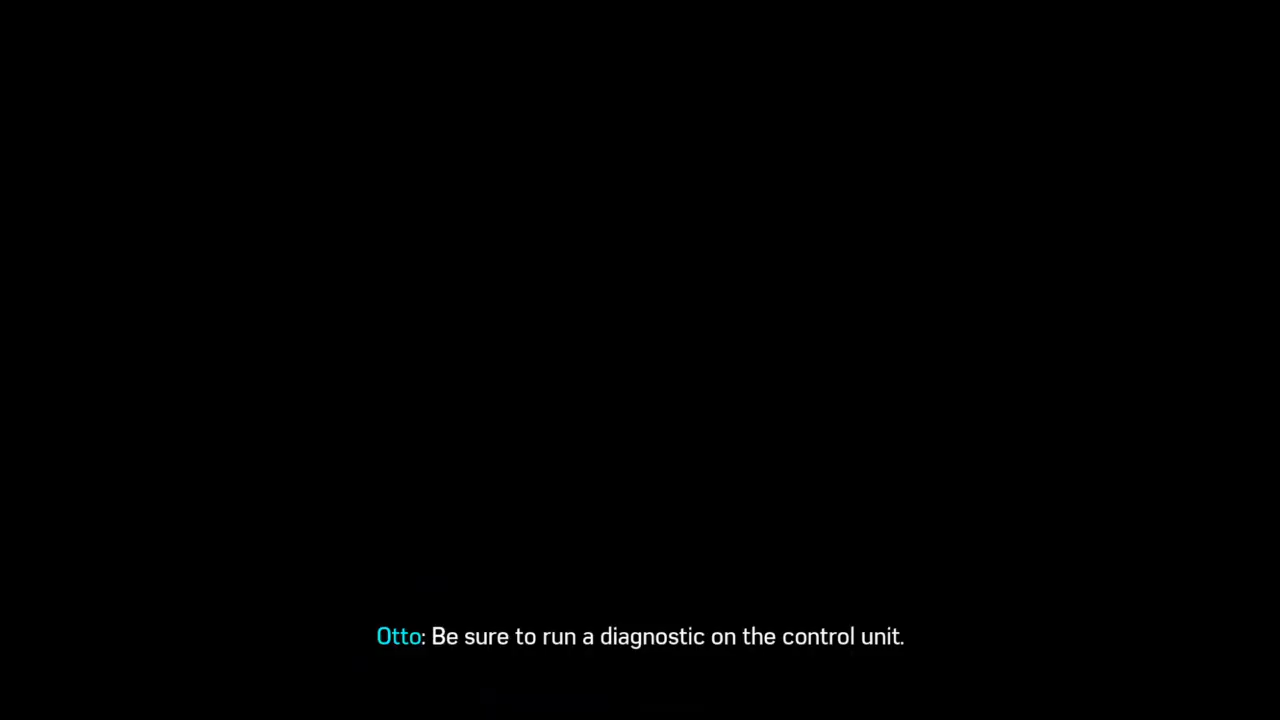 Otto: Be sure to run a diagnostic on the control unit.